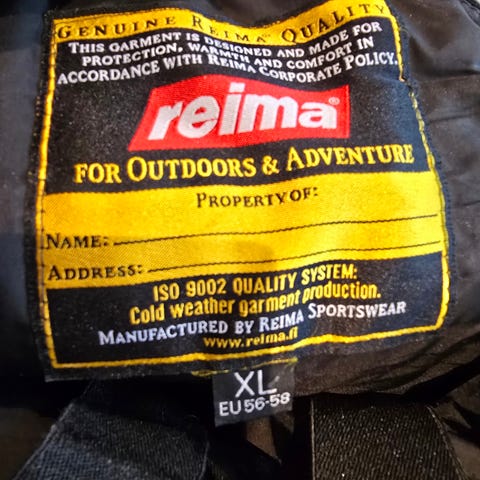 GENUINE REIMA® QUALITY
THIS GARMENT IS DESIGNED AND MADE FOR
PROTECTION, WARMTH AND COMFORT IN
ACCORDANCE WITH REIMA CORPORATE POLICY.
reima®
FOR OUTDOORS & ADVENTURE
PROPERTY OF:
NAME:
ADDRESS:
ISO 9002 QUALITY SYSTEM:
Cold weather garment production.
MANUFACTURED BY REIMA SPORTSWEAR
www.reima.fi
XL
EU 56-58